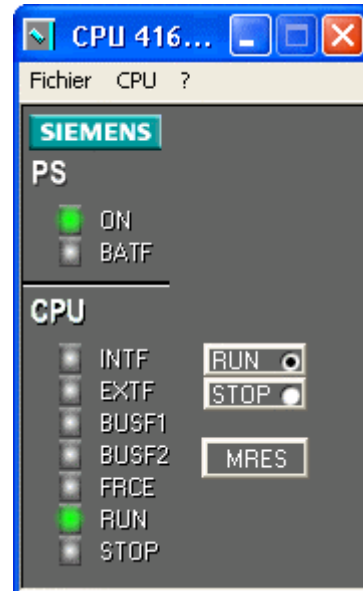 CPU 416...
Fichier CPU ?
SIEMENS
PS
ON
BATF
CPU
INTF
EXTF
BUSF1
BUSF2
FRCE
RUN
STOP
RUN
STOP
MRES